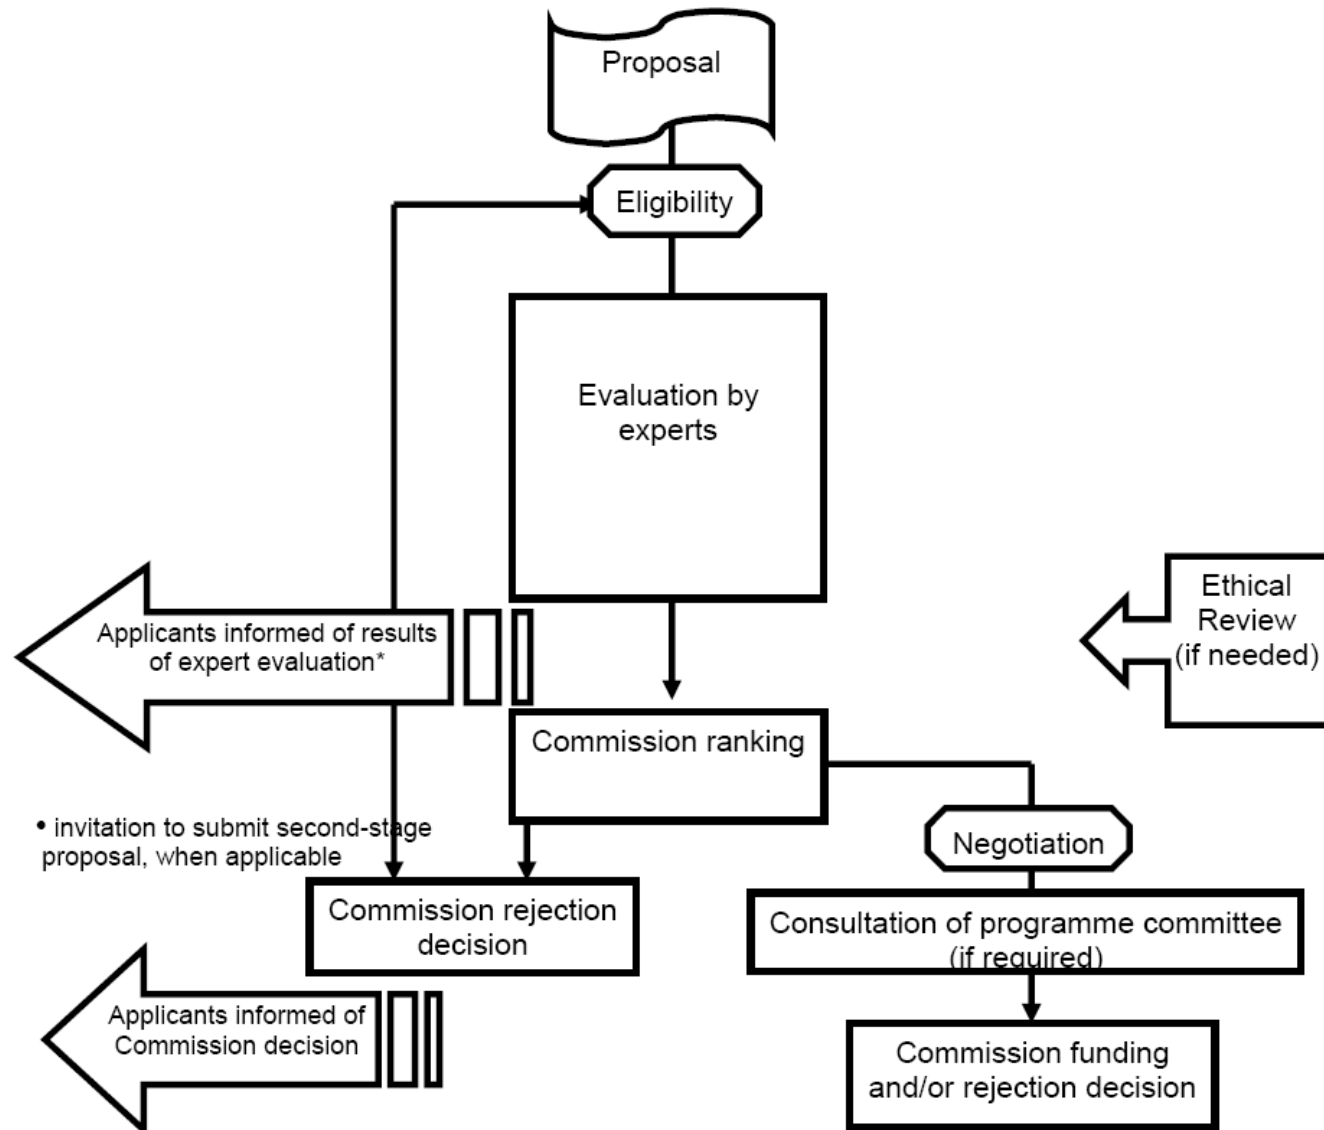 Proposal
Eligibility
Evaluation by
experts
Ethical
Review
(if needed)
Applicants informed of results
of expert evaluation*
Commission ranking
• invitation to submit second-stage
proposal, when applicable
Negotiation
Commission rejection
decision
Consultation of programme committee
(if required)
Applicants informed of
Commission decision
Commission funding
and/or rejection decision